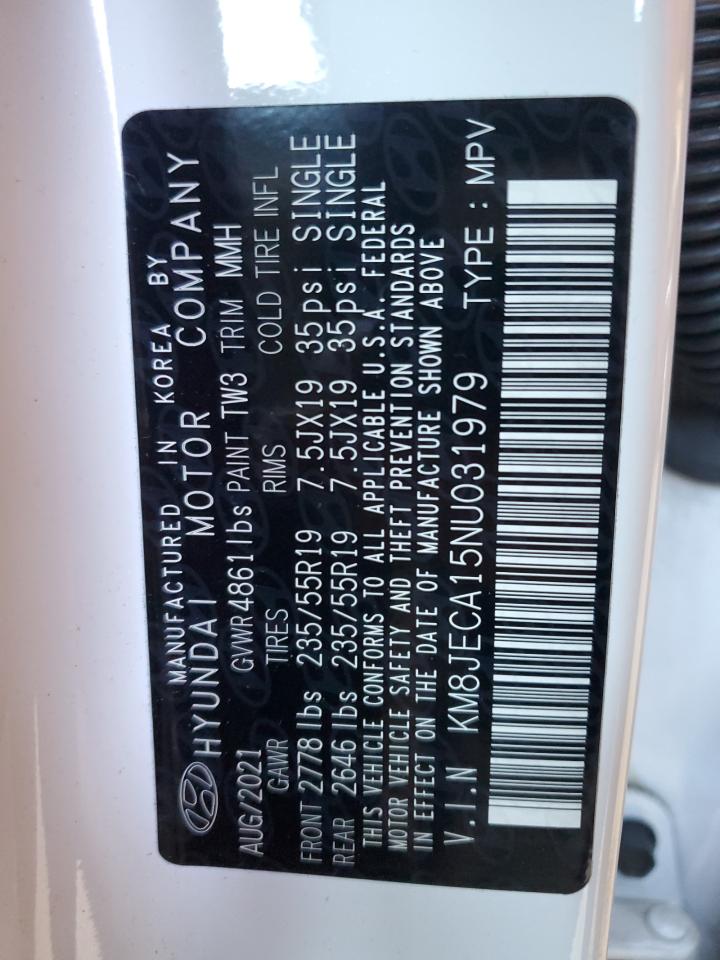 MANUFACTURED IN KOREA BY
HYUNDAI MOTOR COMPANY
AUG/2021 GVWR 4861 lbs PAINT TW3 TRIM MMH
GAWR TIRES RIMS COLD TIRE INFL
FRONT 2778 lbs 235/55R19 7.5JX19 35psi SINGLE
REAR 2646 lbs 235/55R19 7.5JX19 35psi SINGLE
THIS VEHICLE CONFORMS TO ALL APPLICABLE U.S.A. FEDERAL
MOTOR VEHICLE SAFETY AND THEFT PREVENTION STANDARDS
IN EFFECT ON THE DATE OF MANUFACTURE SHOWN ABOVE
V.I.N KM8JECA15NU031979 TYPE : MPV